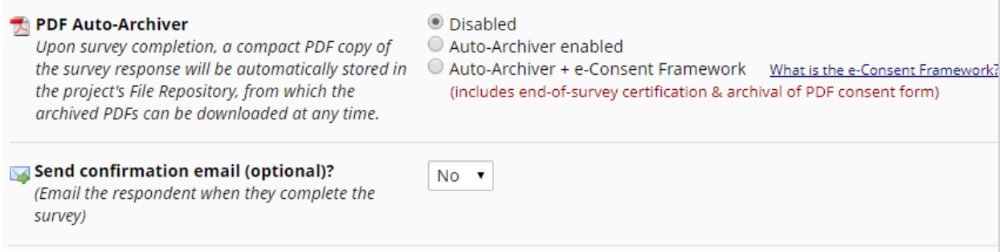 PDF Auto-Archiver
Upon survey completion, a compact PDF copy of
the survey response will be automatically stored in
the project's File Repository, from which the
archived PDFs can be downloaded at any time.
Disabled
Auto-Archiver enabled
Auto-Archiver + e-Consent Framework What is the e-Consent Framework?
(includes end-of-survey certification & archival of PDF consent form)
Send confirmation email (optional)?
(Email the respondent when they complete the
survey)
No